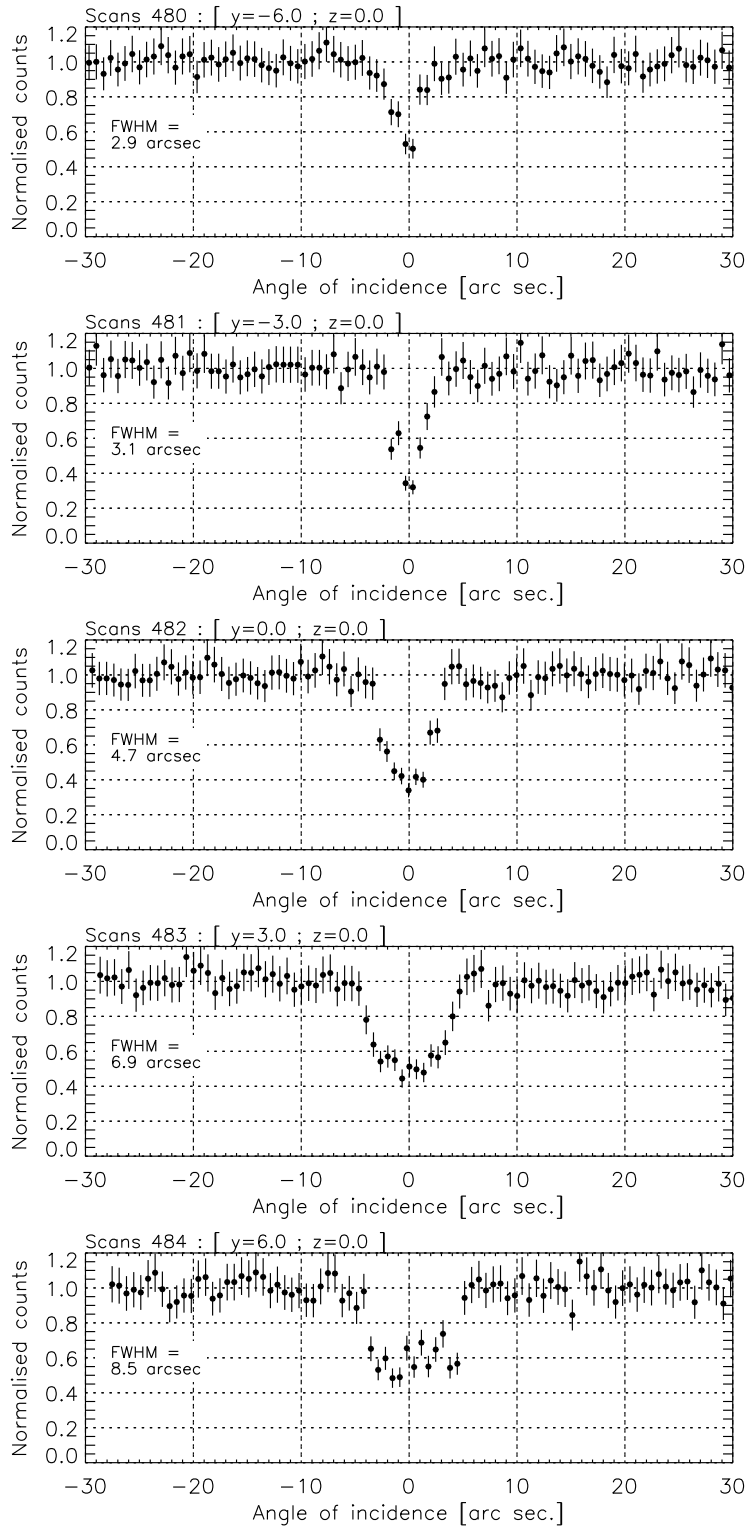 Scans 480 : [ y=−6.0 ; z=0.0 ]
1.2
1.0
0.8
0.6
0.4
0.2
0.0
Normalised counts
FWHM =
2.9 arcsec
−30 −20 −10 0 10 20 30
Angle of incidence [arc sec.]
Scans 481 : [ y=−3.0 ; z=0.0 ]
1.2
1.0
0.8
0.6
0.4
0.2
0.0
Normalised counts
FWHM =
3.1 arcsec
−30 −20 −10 0 10 20 30
Angle of incidence [arc sec.]
Scans 482 : [ y=0.0 ; z=0.0 ]
1.2
1.0
0.8
0.6
0.4
0.2
0.0
Normalised counts
FWHM =
4.7 arcsec
−30 −20 −10 0 10 20 30
Angle of incidence [arc sec.]
Scans 483 : [ y=3.0 ; z=0.0 ]
1.2
1.0
0.8
0.6
0.4
0.2
0.0
Normalised counts
FWHM =
6.9 arcsec
−30 −20 −10 0 10 20 30
Angle of incidence [arc sec.]
Scans 484 : [ y=6.0 ; z=0.0 ]
1.2
1.0
0.8
0.6
0.4
0.2
0.0
Normalised counts
FWHM =
8.5 arcsec
−30 −20 −10 0 10 20 30
Angle of incidence [arc sec.]